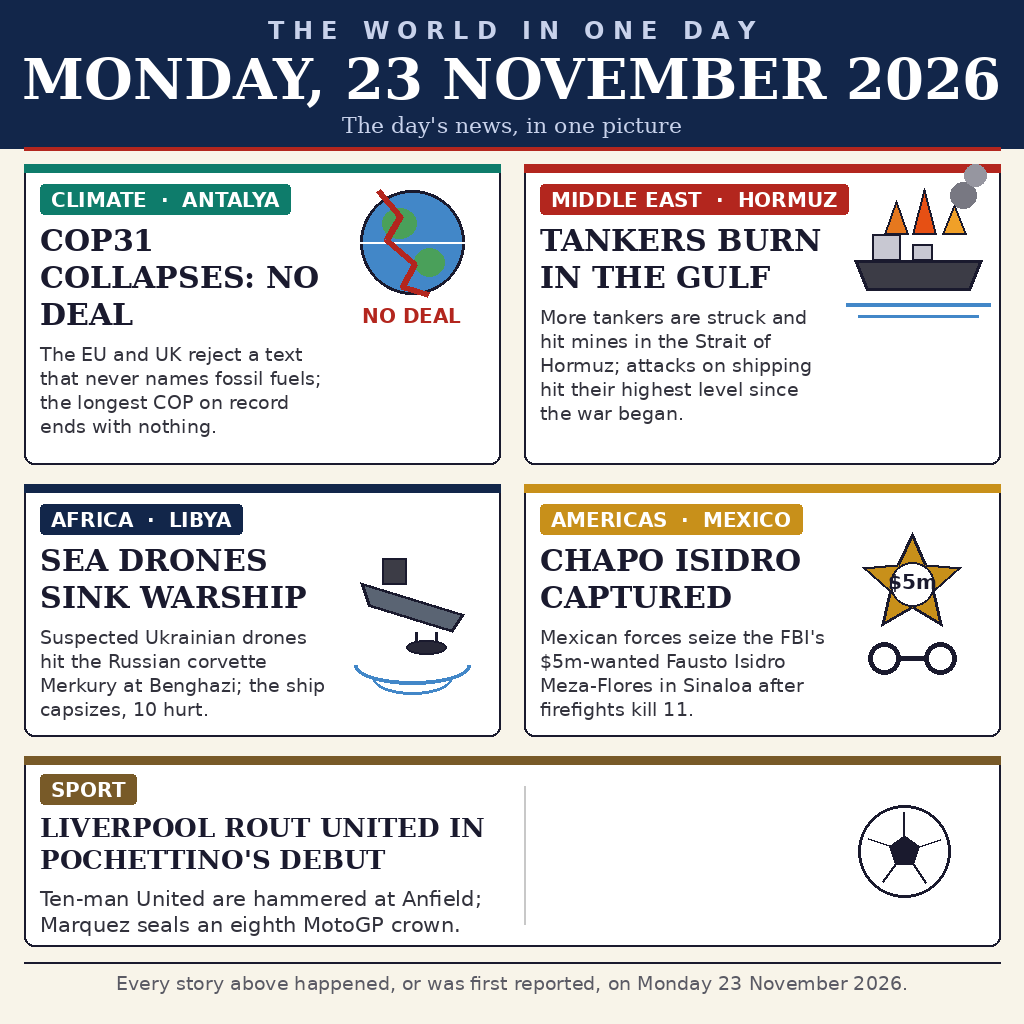 THE WORLD IN ONE DAY
MONDAY, 23 NOVEMBER 2026
The day's news, in one picture
CLIMATE · ANTALYA
COP31
COLLAPSES: NO
DEAL
The EU and UK reject a text
that never names fossil fuels;
the longest COP on record
ends with nothing.
NO DEAL
MIDDLE EAST · HORMUZ
TANKERS BURN
IN THE GULF
More tankers are struck and
hit mines in the Strait of
Hormuz; attacks on shipping
hit their highest level since
the war began.
AFRICA · LIBYA
SEA DRONES
SINK WARSHIP
Suspected Ukrainian drones
hit the Russian corvette
Merkury at Benghazi; the ship
capsizes, 10 hurt.
AMERICAS · MEXICO
CHAPO ISIDRO
CAPTURED
Mexican forces seize the FBI's
$5m-wanted Fausto Isidro
Meza-Flores in Sinaloa after
firefights kill 11.
$5m
SPORT
LIVERPOOL ROUT UNITED IN
POCHETTINO'S DEBUT
Ten-man United are hammered at Anfield;
Marquez seals an eighth MotoGP crown.
Every story above happened, or was first reported, on Monday 23 November 2026.